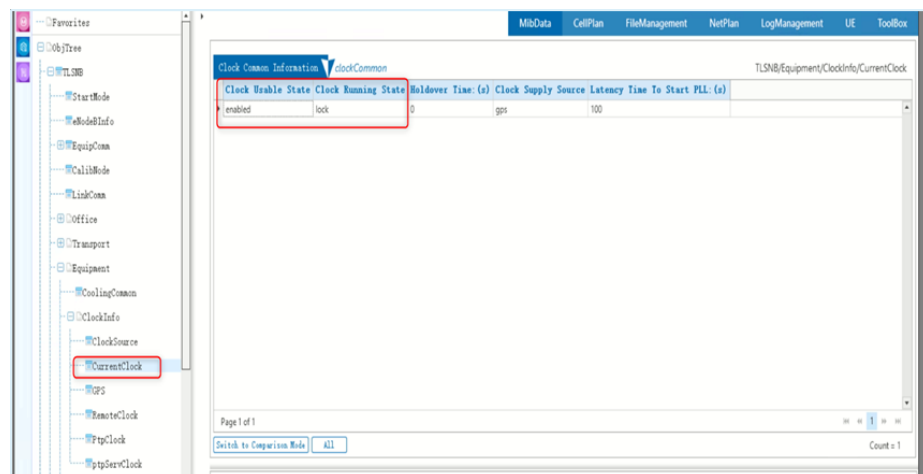 Favorites
MibData CellPlan FileManagement NetPlan LogManagement UE ToolBox
ObjTree
TLSNB
StartMode
eNodeBInfo
EquipComm
CalibNode
LinkComm
Office
Transport
Equipment
CoolingCommon
ClockInfo
ClockSource
CurrentClock
GPS
RemoteClock
PtpClock
ptpServClock
Clock Common Information clockCommon TLSNB/Equipment/ClockInfo/CurrentClock
Clock Usable State Clock Running State Holdover Time:(s) Clock Supply Source Latency Time To Start PLL:(s)
enabled lock 0 gps 100
Page 1 of 1 1
Switch to Comparison Mode All Count = 1